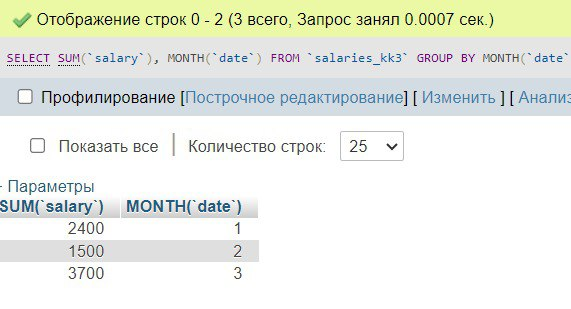 Отображение строк 0 - 2 (3 всего, Запрос занял 0.0007 сек.)
SELECT SUM(`salary`), MONTH(`date`) FROM `salaries_kk3` GROUP BY MONTH(`date`
Профилирование [Построчное редактирование] [ Изменить ] [ Анализ
Показать все | Количество строк: 25
Параметры
SUM(`salary`) MONTH(`date`)
2400 1
1500 2
3700 3